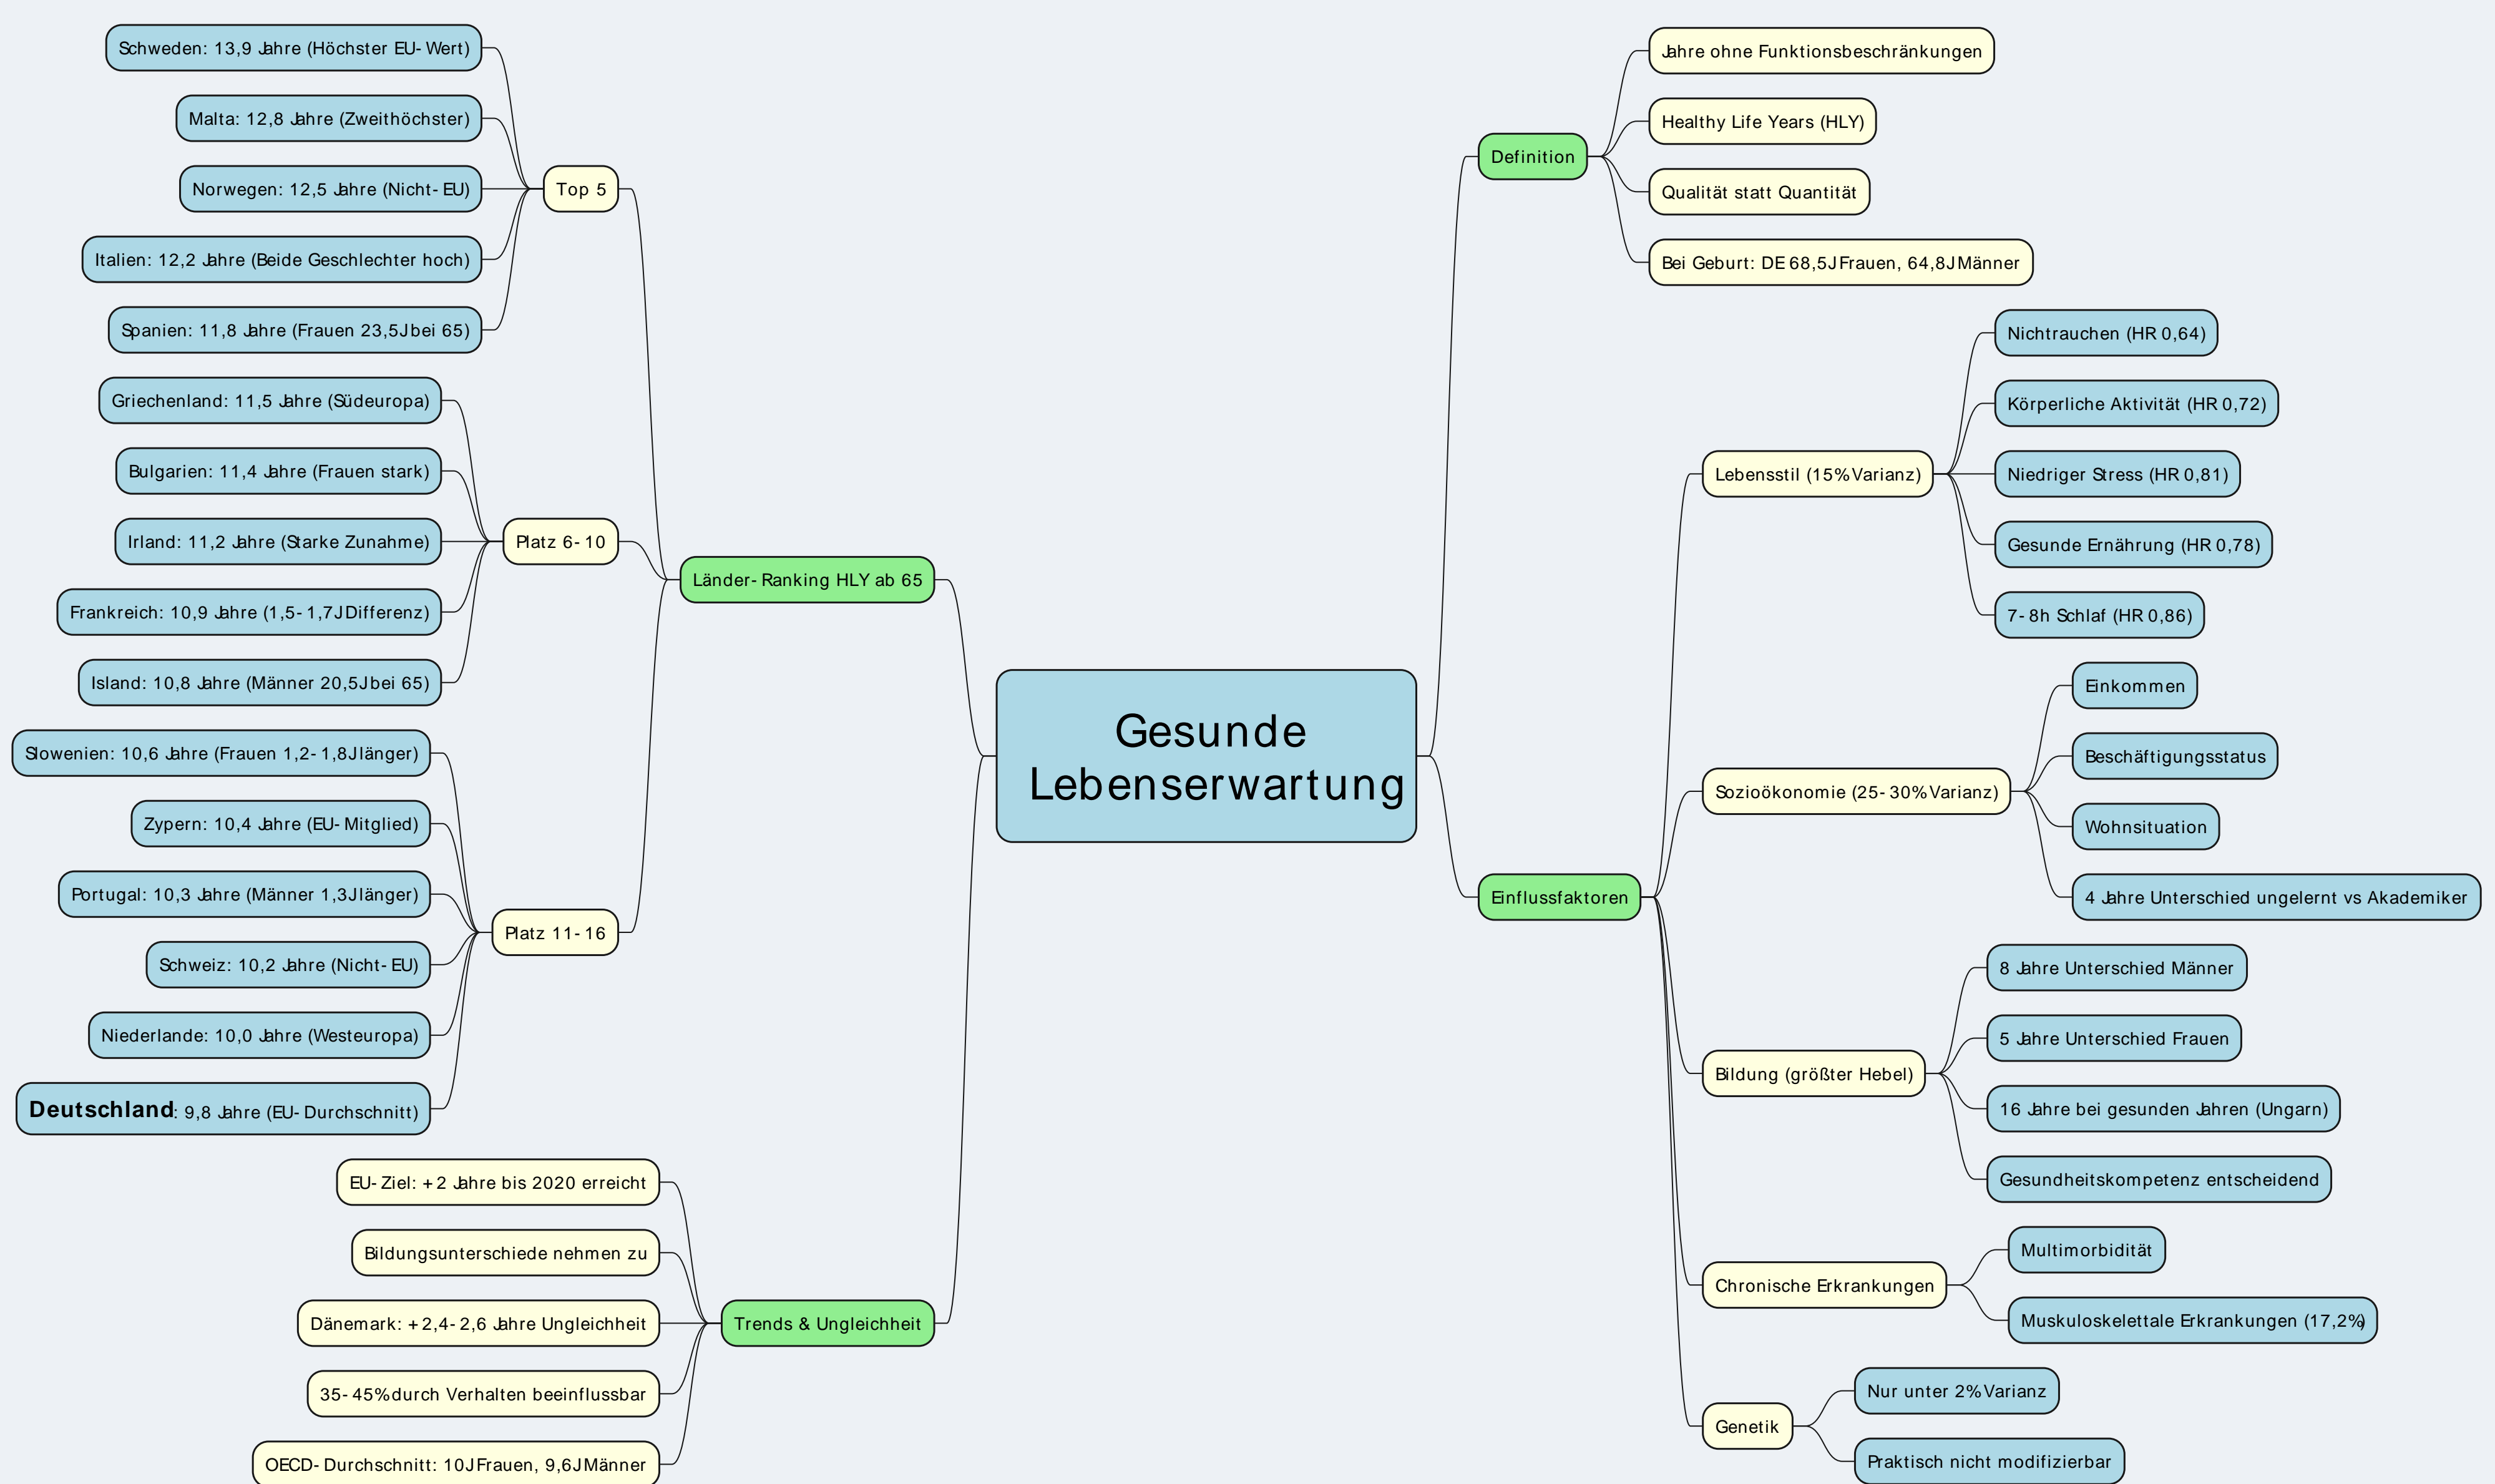 Gesunde
Lebenserwartung
Definition
Jahre ohne Funktionsbeschränkungen
Healthy Life Years (HLY)
Qualität statt Quantität
Bei Geburt: DE 68,5J Frauen, 64,8J Männer
Einflussfaktoren
Lebensstil (15% Varianz)
Nichtrauchen (HR 0,64)
Körperliche Aktivität (HR 0,72)
Niedriger Stress (HR 0,81)
Gesunde Ernährung (HR 0,78)
7-8h Schlaf (HR 0,86)
Sozioökonomie (25-30% Varianz)
Einkommen
Beschäftigungsstatus
Wohnsituation
4 Jahre Unterschied ungelernt vs Akademiker
Bildung (größter Hebel)
8 Jahre Unterschied Männer
5 Jahre Unterschied Frauen
16 Jahre bei gesunden Jahren (Ungarn)
Gesundheitskompetenz entscheidend
Chronische Erkrankungen
Multimorbidität
Muskuloskelettale Erkrankungen (17,2%)
Genetik
Nur unter 2% Varianz
Praktisch nicht modifizierbar
Länder-Ranking HLY ab 65
Top 5
Schweden: 13,9 Jahre (Höchster EU-Wert)
Malta: 12,8 Jahre (Zweithöchster)
Norwegen: 12,5 Jahre (Nicht-EU)
Italien: 12,2 Jahre (Beide Geschlechter hoch)
Spanien: 11,8 Jahre (Frauen 23,5J bei 65)
Platz 6-10
Griechenland: 11,5 Jahre (Südeuropa)
Bulgarien: 11,4 Jahre (Frauen stark)
Irland: 11,2 Jahre (Starke Zunahme)
Frankreich: 10,9 Jahre (1,5-1,7J Differenz)
Island: 10,8 Jahre (Männer 20,5J bei 65)
Platz 11-16
Slowenien: 10,6 Jahre (Frauen 1,2-1,8J länger)
Zypern: 10,4 Jahre (EU-Mitglied)
Portugal: 10,3 Jahre (Männer 1,3J länger)
Schweiz: 10,2 Jahre (Nicht-EU)
Niederlande: 10,0 Jahre (Westeuropa)
Deutschland: 9,8 Jahre (EU-Durchschnitt)
Trends & Ungleichheit
EU-Ziel: +2 Jahre bis 2020 erreicht
Bildungsunterschiede nehmen zu
Dänemark: +2,4-2,6 Jahre Ungleichheit
35-45% durch Verhalten beeinflussbar
OECD-Durchschnitt: 10J Frauen, 9,6J Männer